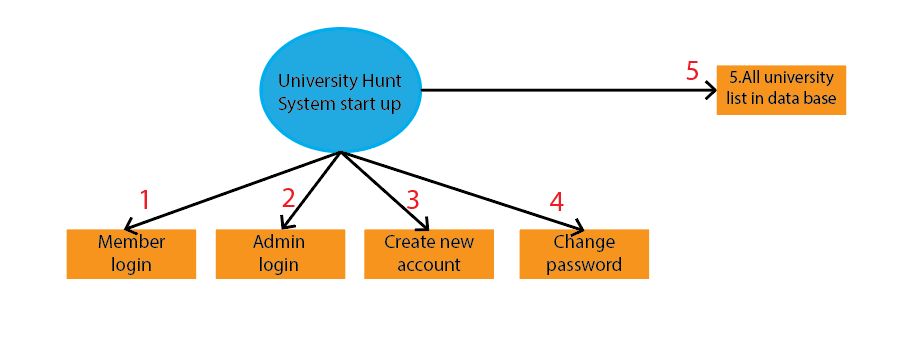 University Hunt
System start up
5
5.All university
list in data base
1
2
3
4
Member
login
Admin
login
Create new
account
Change
password